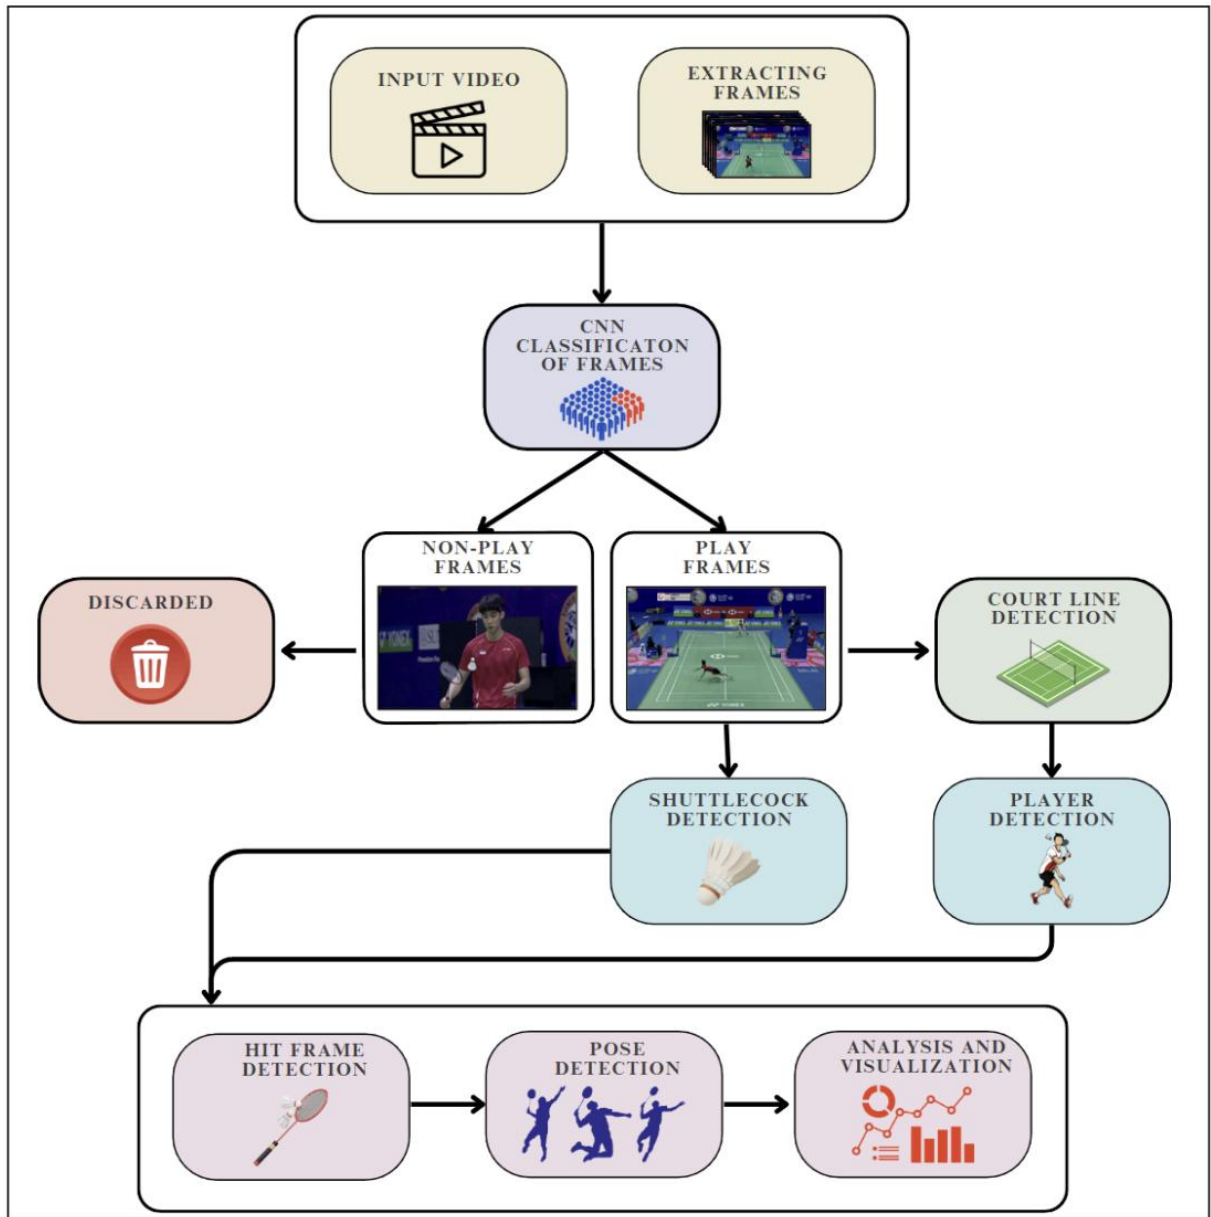 INPUT VIDEO
EXTRACTING
FRAMES
CNN
CLASSIFICATON
OF FRAMES
NON-PLAY
FRAMES
PLAY
FRAMES
DISCARDED
COURT LINE
DETECTION
SHUTTLECOCK
DETECTION
PLAYER
DETECTION
HIT FRAME
DETECTION
POSE
DETECTION
ANALYSIS AND
VISUALIZATION